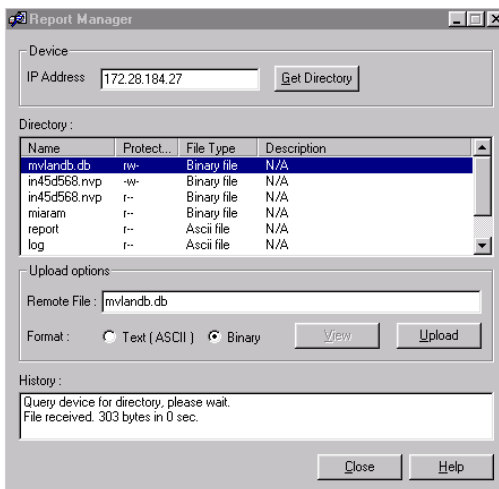 Report Manager
Device
IP Address 172.28.184.27 Get Directory
Directory :
Name Protect... File Type Description
mvlandb.db rw- Binary file N/A
in45d568.nvp -w- Binary file N/A
in45d568.nvp r-- Binary file N/A
miaram r-- Binary file N/A
report r-- Ascii file N/A
log r-- Ascii file N/A
Upload options
Remote File : mvlandb.db
Format : Text ( ASCII ) Binary View Upload
History :
Query device for directory, please wait.
File received. 303 bytes in 0 sec.
Close Help